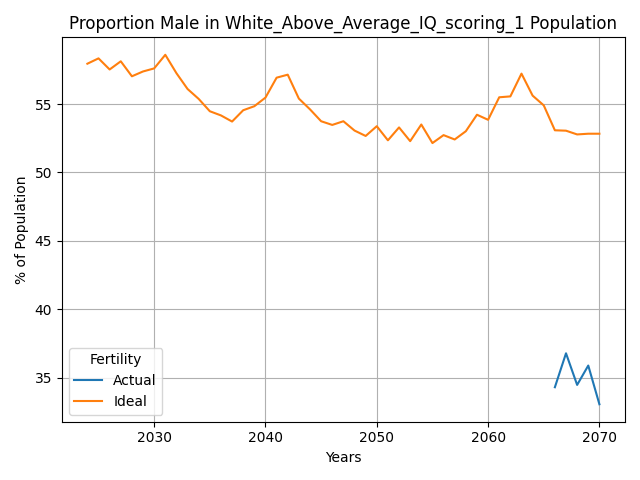 Proportion Male in White_Above_Average_IQ_scoring_1 Population
% of Population
55
50
45
40
35
Fertility
Actual
Ideal
2030 2040 2050 2060 2070
Years